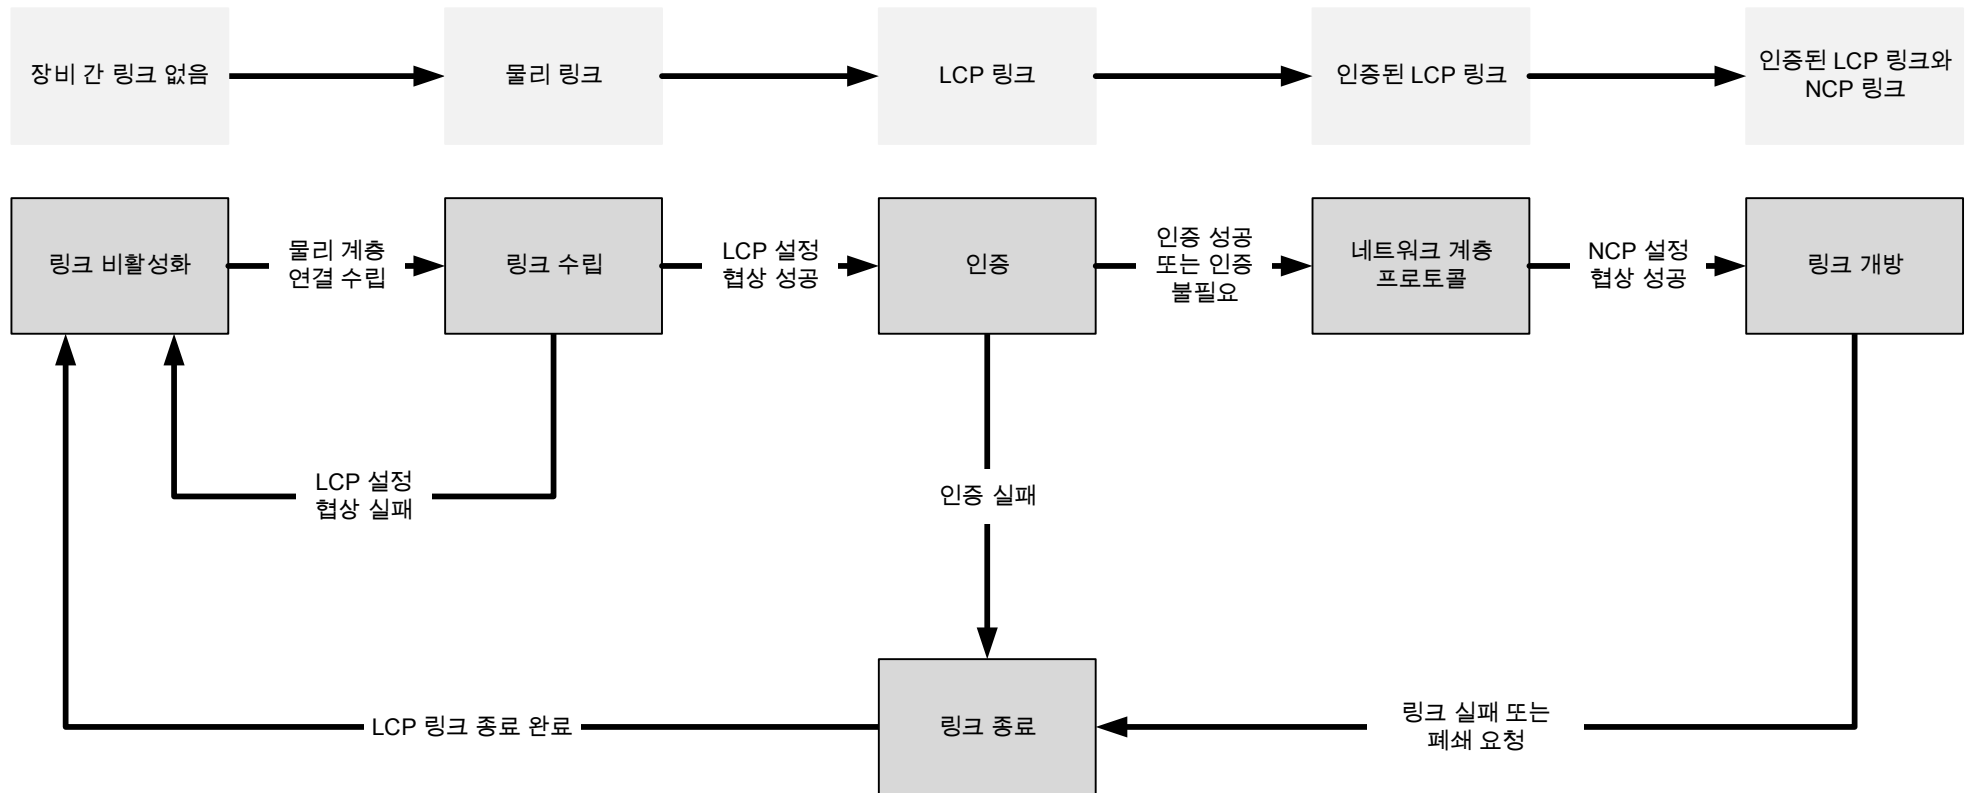 장비 간 링크 없음
물리 링크
LCP 링크
인증된 LCP 링크
인증된 LCP 링크와
NCP 링크
링크 비활성화
물리 계층
연결 수립
링크 수립
LCP 설정
협상 성공
인증
인증 성공
또는 인증
불필요
네트워크 계층
프로토콜
NCP 설정
협상 성공
링크 개방
LCP 설정
협상 실패
인증 실패
LCP 링크 종료 완료
링크 종료
링크 실패 또는
폐쇄 요청